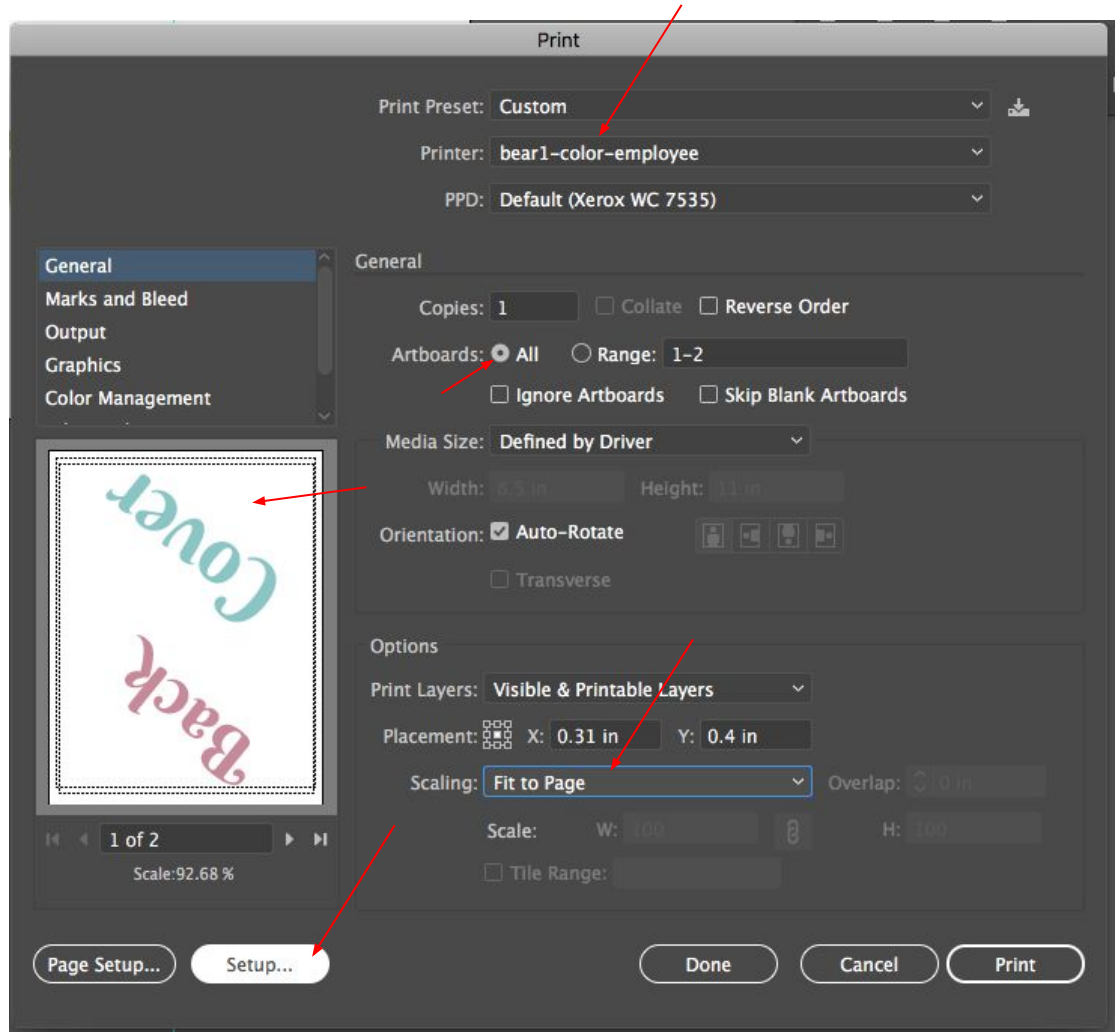 Print
Print Preset: Custom
Printer: bear1-color-employee
PPD: Default (Xerox WC 7535)
General
Marks and Bleed
Output
Graphics
Color Management
General
Copies: 1 Collate Reverse Order
Artboards: All Range: 1-2
Ignore Artboards Skip Blank Artboards
Media Size: Defined by Driver
Width: 8.5 in Height: 11 in
Orientation: Auto-Rotate
Transverse
Cover
Back
1 of 2
Scale:92.68 %
Options
Print Layers: Visible & Printable Layers
Placement: X: 0.31 in Y: 0.4 in
Scaling: Fit to Page Overlap: 0 in
Scale: W: 100 H: 100
Tile Range:
Page Setup... Setup... Done Cancel Print